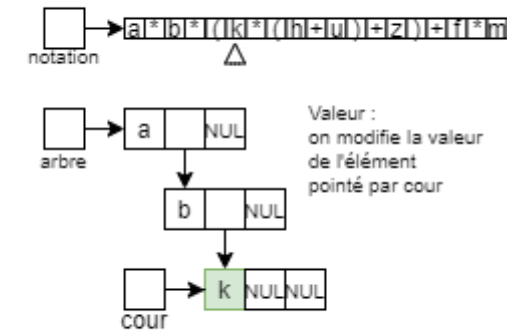 a*b*(k*(h+u)+z)+f*m
notation
Valeur :
on modifie la valeur
de l'élément
pointé par cour
a NUL
arbre
b NUL
k NUL NUL
cour